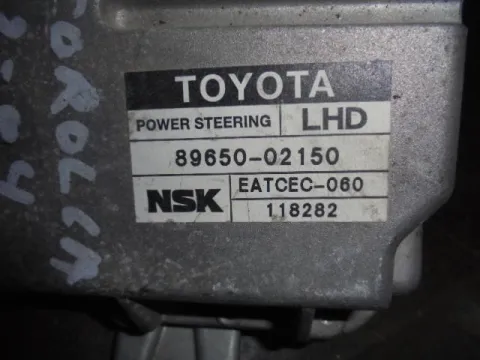 TOYOTA
POWER STEERING LHD
89650-02150
NSK EATCEC-060
118282
COROLLA